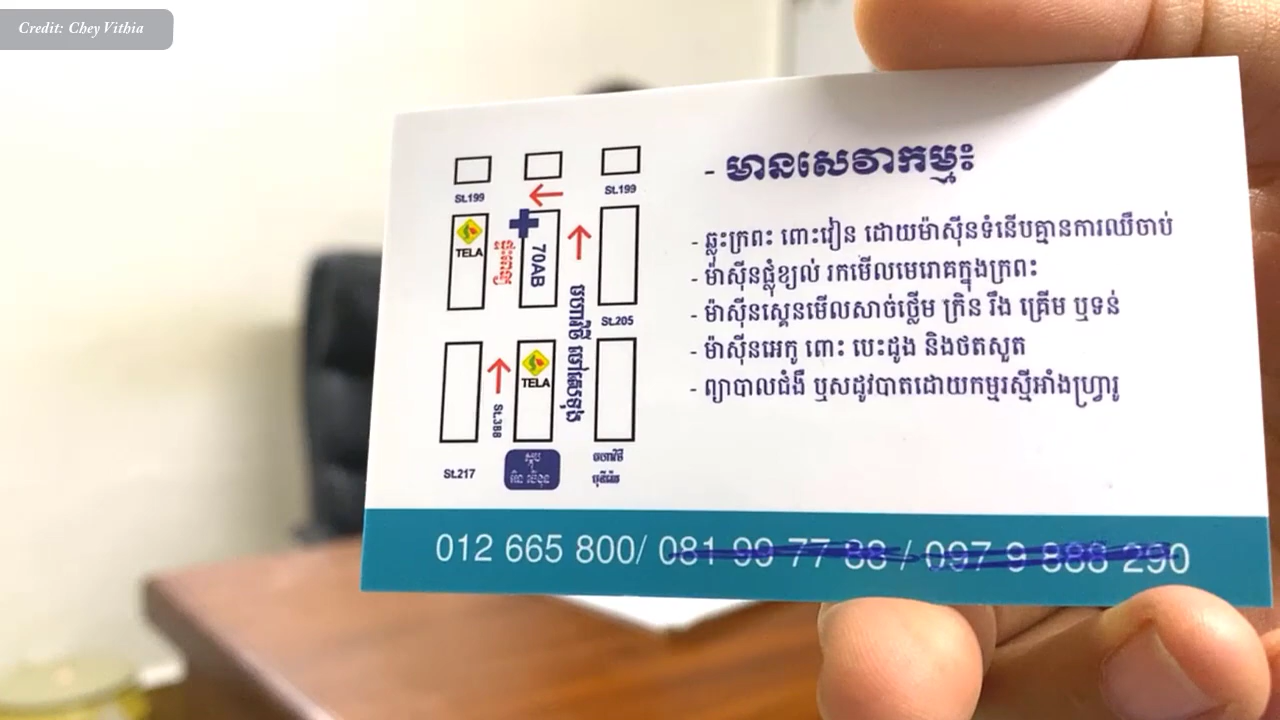 Credit: Chey Vithia
St.199
St.199
TELA
70AB
St.205
TELA
St.388
St.217
មហាវិថី
- មានសេវាកម្ម៖
- ឆ្លុះក្រពះ ពោះវៀន ដោយម៉ាស៊ីនទំនើបគ្មានការឈឺចាប់
- ម៉ាស៊ីនផ្លុំខ្យល់ រកមើលមេរោគក្នុងក្រពះ
- ម៉ាស៊ីនស្កេនមើលសាច់ថ្លើម ក្រិន រឹង គ្រើម ឬទន់
- ម៉ាស៊ីនអេកូ ពោះ បេះដូង និងថតសួត
- ព្យាបាលជំងឺ ឬសដូវបាតដោយកម្មរស្មីអាំងហ្វ្រារូ
012 665 800/ 081 99 77 88 / 097 9 888 290